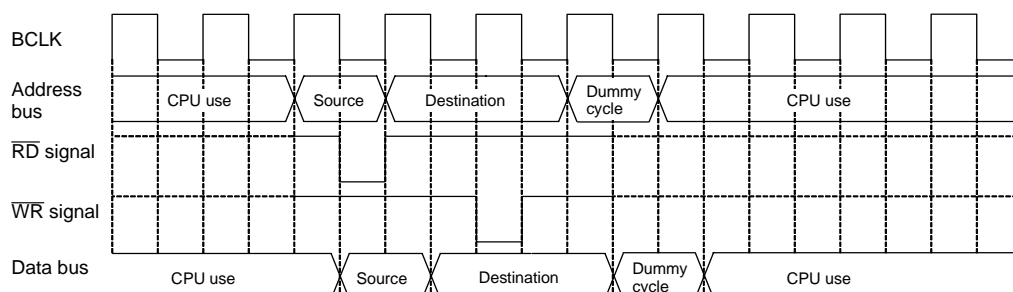 BCLK
Address
bus
CPU use
Source
Destination
Dummy
cycle
CPU use
RD signal
WR signal
Data bus
CPU use
Source
Destination
Dummy
cycle
CPU use